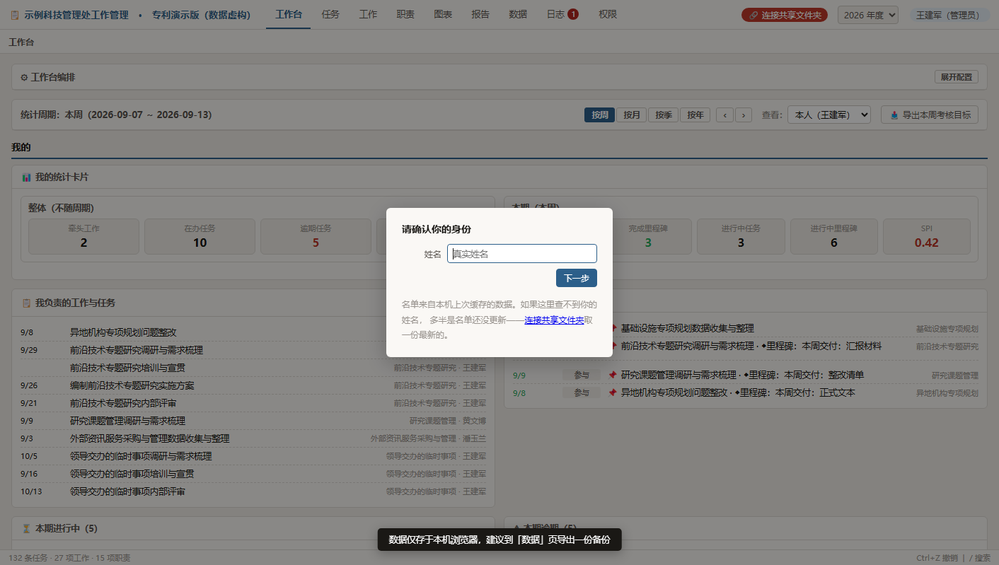 📋 示例科技管理处工作管理 • 专利演示版（数据虚构） 工作台 任务 工作 职责 图表 报告 数据 日志 1 权限 🔗 连接共享文件夹 2026 年度 王建军（管理员）
工作台
⚙ 工作台编排 展开配置
统计周期：本周（2026-09-07 ~ 2026-09-13） 按周 按月 按季 按年 ‹ › 查看： 本人（王建军） 📤 导出本周考核目标
我的
📊 我的统计卡片
整体（不随周期）
牵头工作 在办任务 逾期任务
2 10 5
本期（本周）
完成里程碑 进行中任务 进行中里程碑 SPI
3 3 6 0.42
请确认你的身份
姓名 真实姓名
下一步
名单来自本机上次缓存的数据。如果这里查不到你的
姓名， 多半是名单还没更新——连接共享文件夹取
一份最新的。
📋 我负责的工作与任务
9/8 异地机构专项规划问题整改
9/29 前沿技术专题研究调研与需求梳理
前沿技术专题研究培训与宣贯 前沿技术专题研究 · 王建军
9/26 编制前沿技术专题研究实施方案 前沿技术专题研究 · 王建军
9/21 前沿技术专题研究内部评审 前沿技术专题研究 · 王建军
9/9 研究课题管理调研与需求梳理 研究课题管理 · 黄文博
9/3 外部资讯服务采购与管理数据收集与整理 外部资讯服务采购与管理 · 潘玉兰
10/5 领导交办的临时事项调研与需求梳理 领导交办的临时事项 · 王建军
9/16 领导交办的临时事项培训与宣贯 领导交办的临时事项 · 王建军
10/13 领导交办的临时事项内部评审 领导交办的临时事项 · 王建军
📌 基础设施专项规划数据收集与整理 基础设施专项规划
📌 前沿技术专题研究调研与需求梳理 · ◆里程碑：本周交付：汇报材料 前沿技术专题研究
9/9 参与 📌 研究课题管理调研与需求梳理 · ◆里程碑：本周交付：整改清单 研究课题管理
9/8 参与 📌 异地机构专项规划问题整改 · ◆里程碑：本周交付：正式文本 异地机构专项规划
⏳ 本期进行中（5）
⚠ 本期逾期（5）
数据仅存于本机浏览器，建议到「数据」页导出一份备份
132 条任务 · 27 项工作 · 15 项职责 Ctrl+Z 撤销 | / 搜索